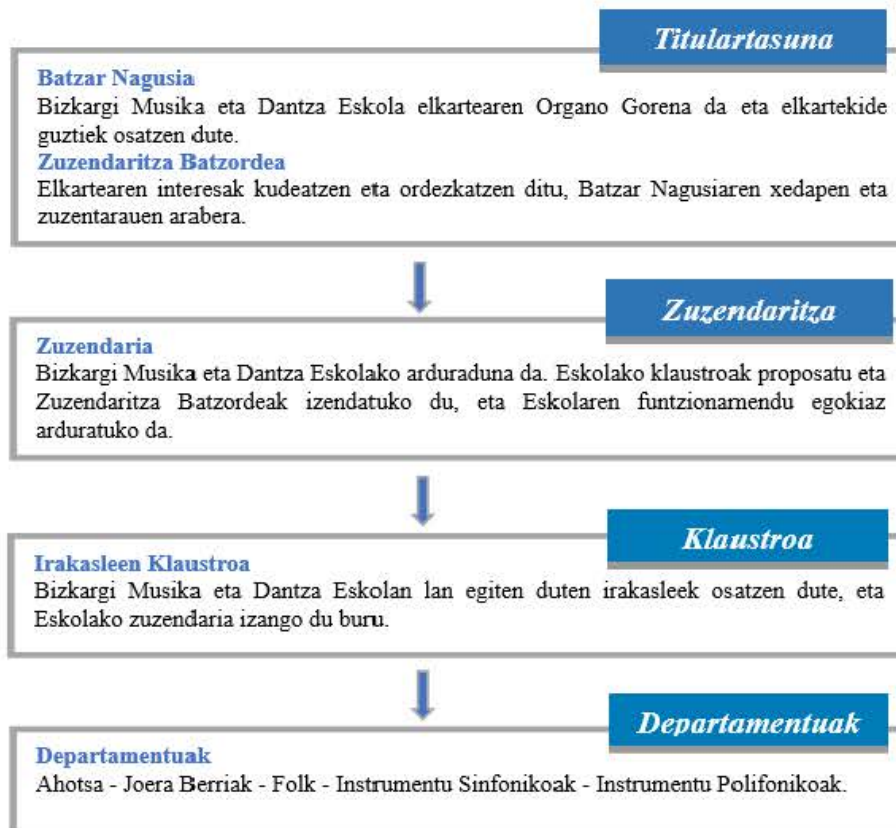 Titulartasuna
Batzar Nagusia
Bizkargi Musika eta Dantza Eskola elkartearen Organo Gorena da eta elkartekide
guztiek osatzen dute.
Zuzendaritza Batzordea
Elkartearen interesak kudeatzen eta ordezkatzen ditu, Batzar Nagusiaren xedapen eta
zuzentarauen arabera.
Zuzendaritza
Zuzendaria
Bizkargi Musika eta Dantza Eskolako arduraduna da. Eskolako klaustroak proposatu eta
Zuzendaritza Batzordeak izendatuko du, eta Eskolaren funtzionamendu egokiaz
arduratuko da.
Klaustroa
Irakasleen Klaustroa
Bizkargi Musika eta Dantza Eskolan lan egiten duten irakasleek osatzen dute, eta
Eskolako zuzendaria izango du buru.
Departamentuak
Departamentuak
Ahotsa - Joera Berriak - Folk - Instrumentu Sinfonikoak - Instrumentu Polifonikoak.